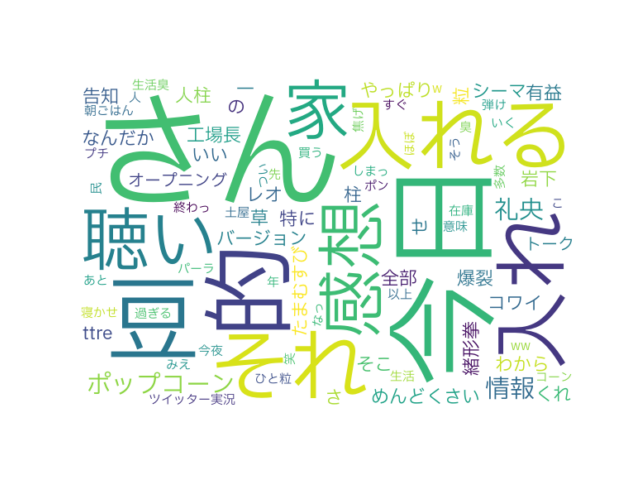 生活臭
告知
人
人柱
一
の
家
やっぱりw
粒
シーマ有益
朝ごはん
さん
すぐ
焦げ
弾け
入れる
なんだか
工場長
いい
買う
ほぼ
臭
そう
いく
プチ
オープニング
レオ
うつ
先
しまっ
ポン
多数
岩下
民
終わっ
土屋
草
特に
柱
せ
在庫
礼央
こ
聴い
バージョン
感想
今日
意味
トーク
あと
パーラ
的
年
たまむすび
なっ
全部
以上
爆裂
入れ
コワイ
寝かせ
過ぎる
言
それ
ttre
みえ
今夜
笑
そこ
緒形拳
ww
わから
ポップコーン
ひと粒
さ
生活
コーン
ツイッター実況
めんどくさい
情報
くれ